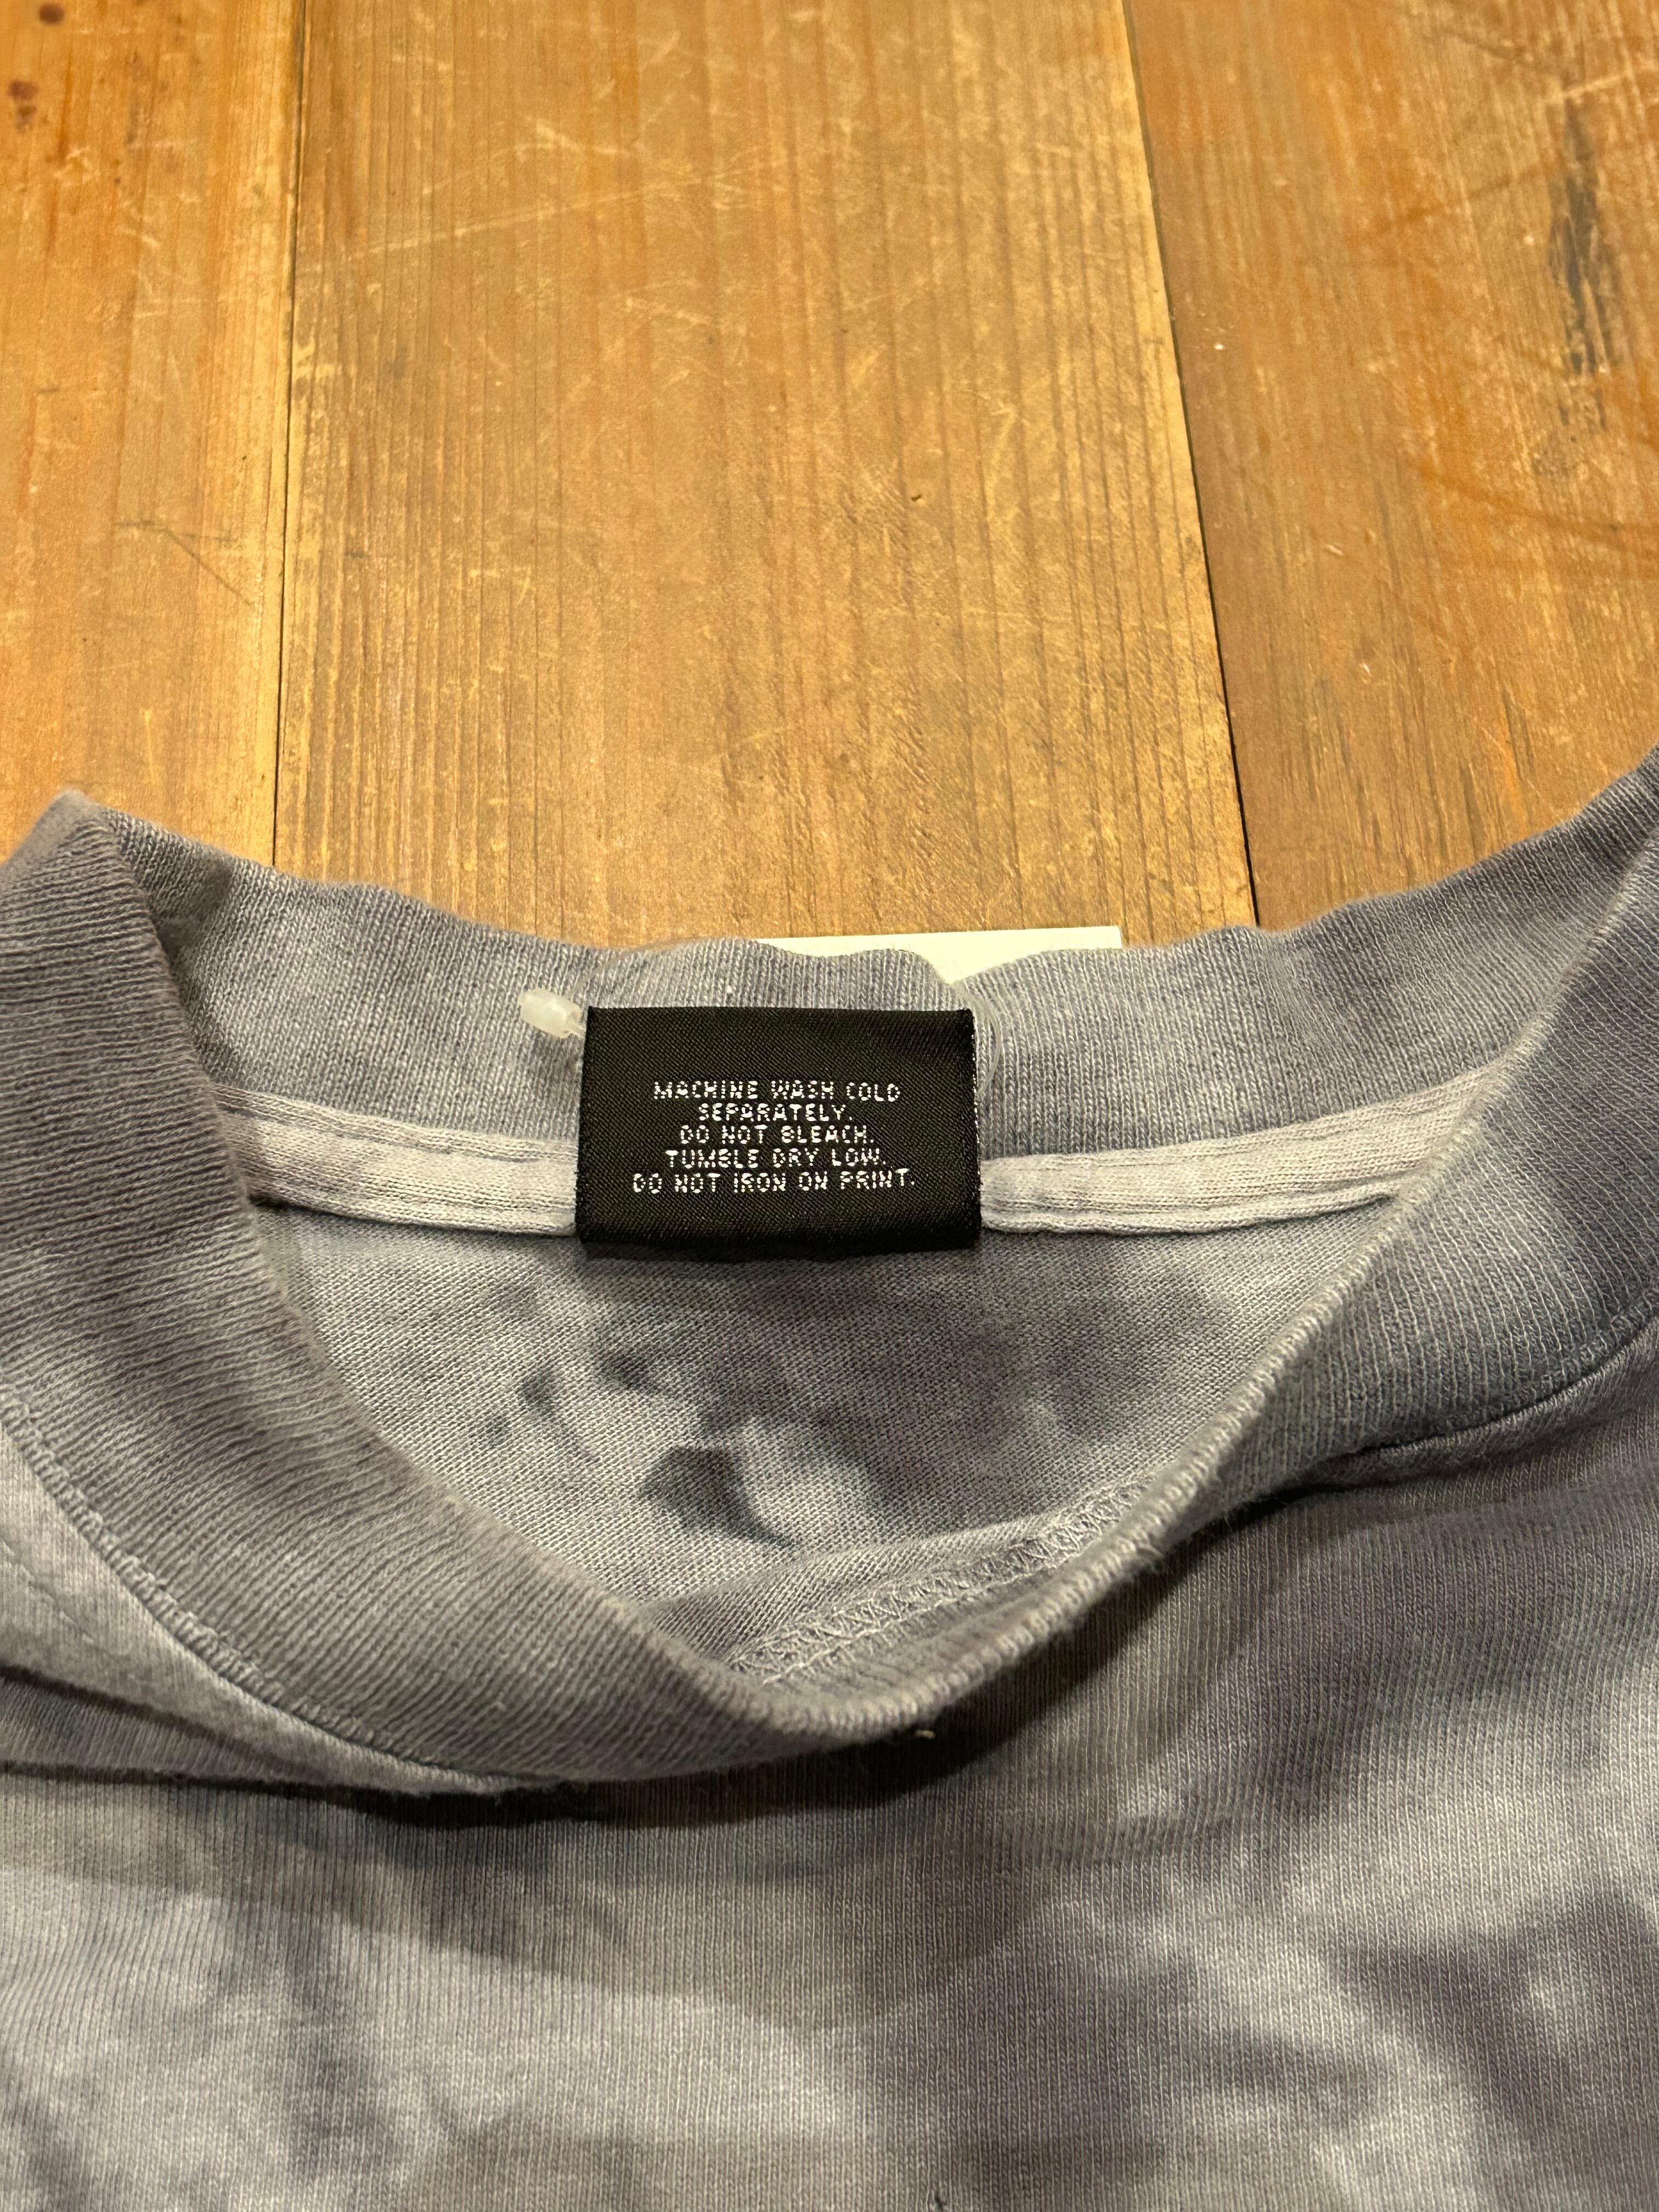 MACHINE WASH COLD
SEPARATELY.
DO NOT BLEACH.
TUMBLE DRY LOW.
DO NOT IRON ON PRINT.